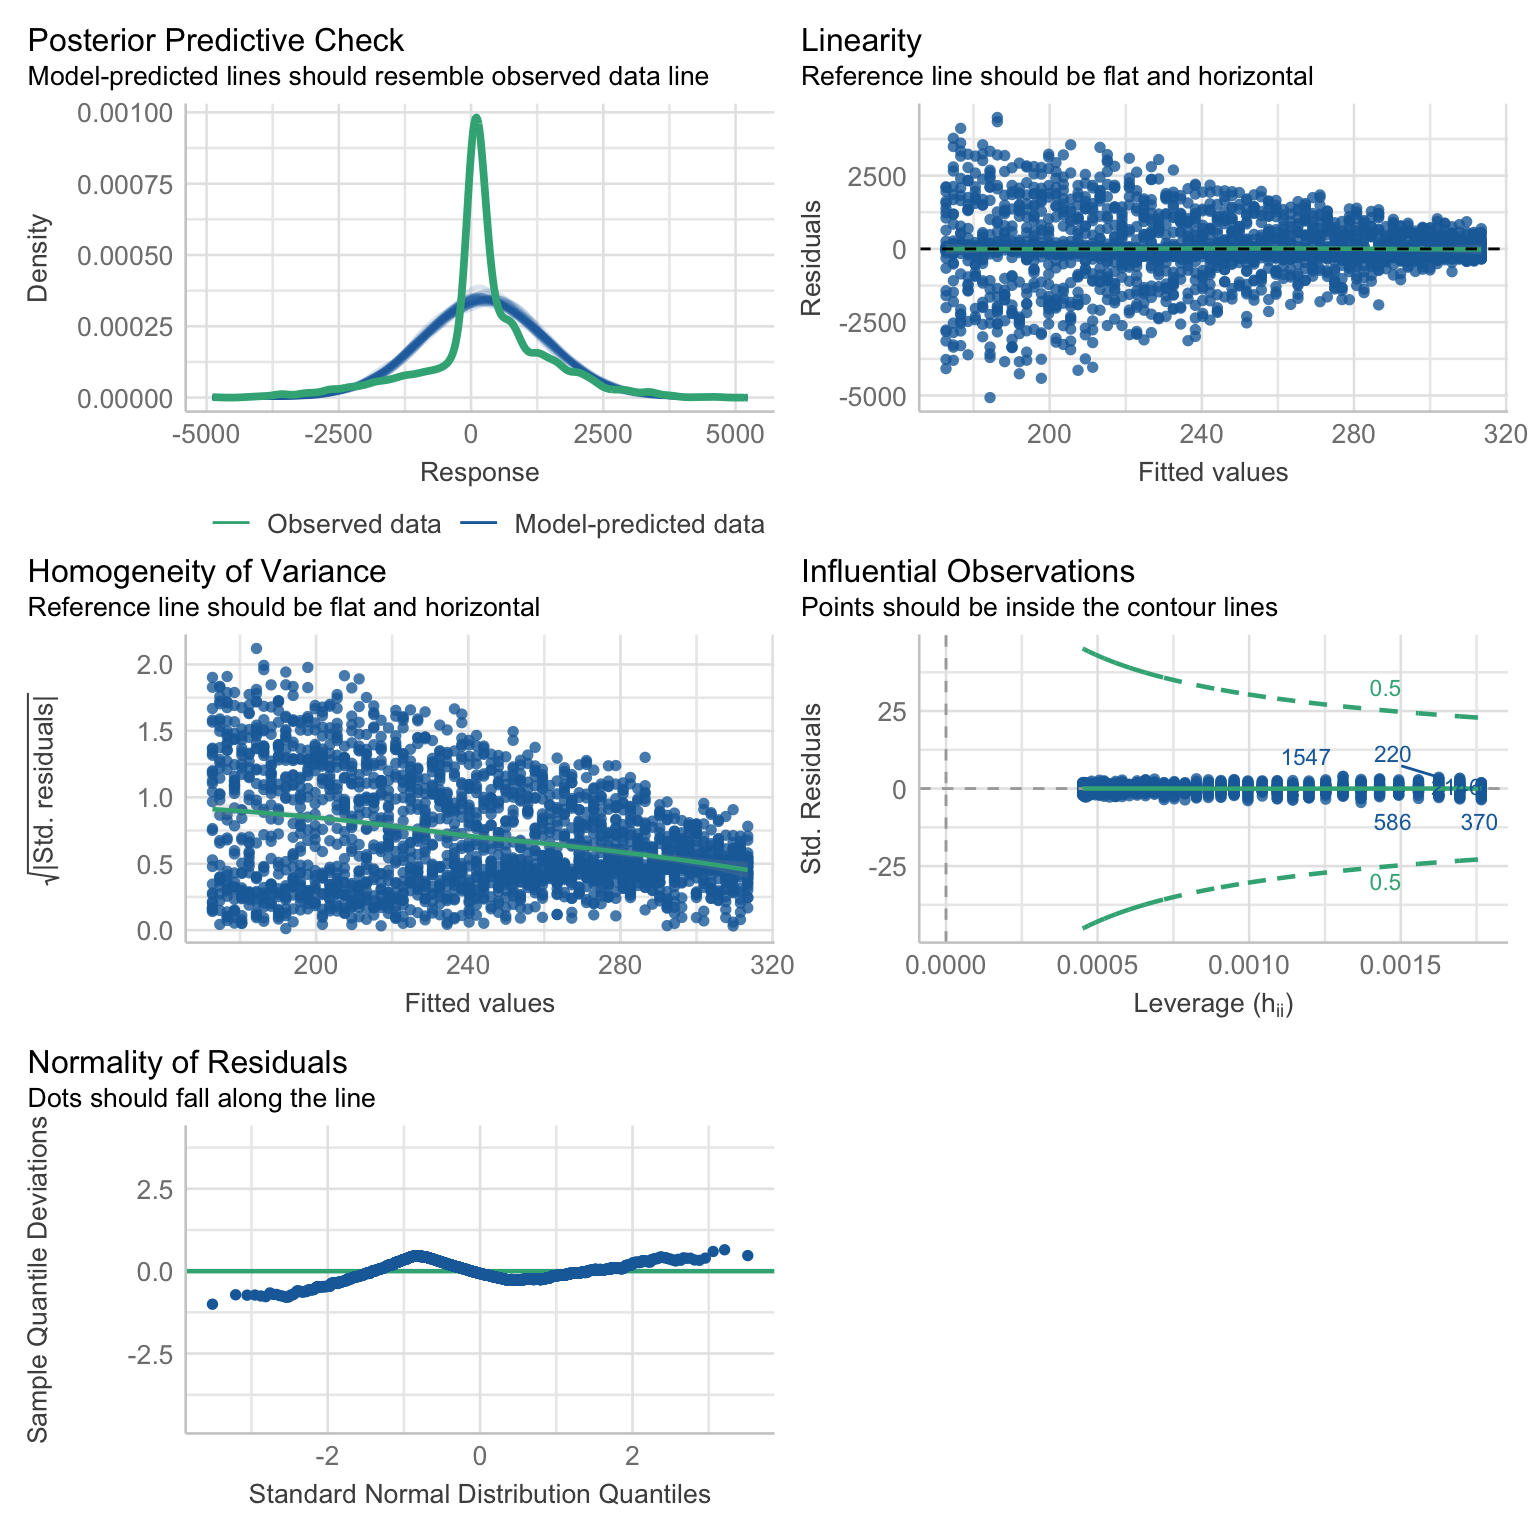 Posterior Predictive Check
Model-predicted lines should resemble observed data line
0.00100
0.00075
0.00050
0.00025
0.00000
Density
-5000 -2500 0 2500 5000
Response
Observed data Model-predicted data
Linearity
Reference line should be flat and horizontal
2500
0
-2500
-5000
Residuals
200 240 280 320
Fitted values
Homogeneity of Variance
Reference line should be flat and horizontal
2.0
1.5
1.0
0.5
0.0
√|Std. residuals|
200 240 280 320
Fitted values
Influential Observations
Points should be inside the contour lines
25
0
-25
Std. Residuals
0.5
1547 220
586 370
0.5
0.0000 0.0005 0.0010 0.0015
Leverage (hii)
Normality of Residuals
Dots should fall along the line
2.5
0.0
-2.5
Sample Quantile Deviations
-2 0 2
Standard Normal Distribution Quantiles